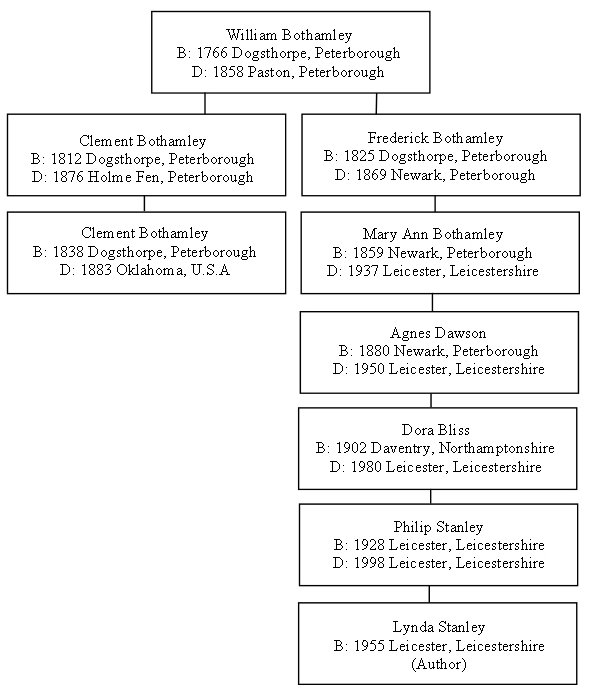 William Bothamley
B: 1766 Dogsthorpe, Peterborough
D: 1858 Paston, Peterborough
Clement Bothamley
B: 1812 Dogsthorpe, Peterborough
D: 1876 Holme Fen, Peterborough
Frederick Bothamley
B: 1825 Dogsthorpe, Peterborough
D: 1869 Newark, Peterborough
Clement Bothamley
B: 1838 Dogsthorpe, Peterborough
D: 1883 Oklahoma, U.S.A
Mary Ann Bothamley
B: 1859 Newark, Peterborough
D: 1937 Leicester, Leicestershire
Agnes Dawson
B: 1880 Newark, Peterborough
D: 1950 Leicester, Leicestershire
Dora Bliss
B: 1902 Daventry, Northamptonshire
D: 1980 Leicester, Leicestershire
Philip Stanley
B: 1928 Leicester, Leicestershire
D: 1998 Leicester, Leicestershire
Lynda Stanley
B: 1955 Leicester, Leicestershire
(Author)